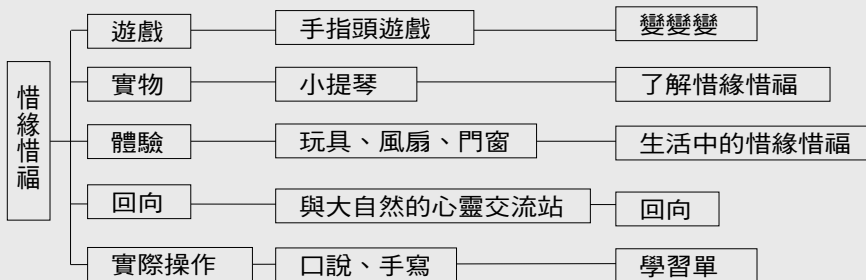 惜緣惜福
遊戲 手指頭遊戲 變變變
實物 小提琴 了解惜緣惜福
體驗 玩具、風扇、門窗 生活中的惜緣惜福
回向 與大自然的心靈交流站 回向
實際操作 口說、手寫 學習單